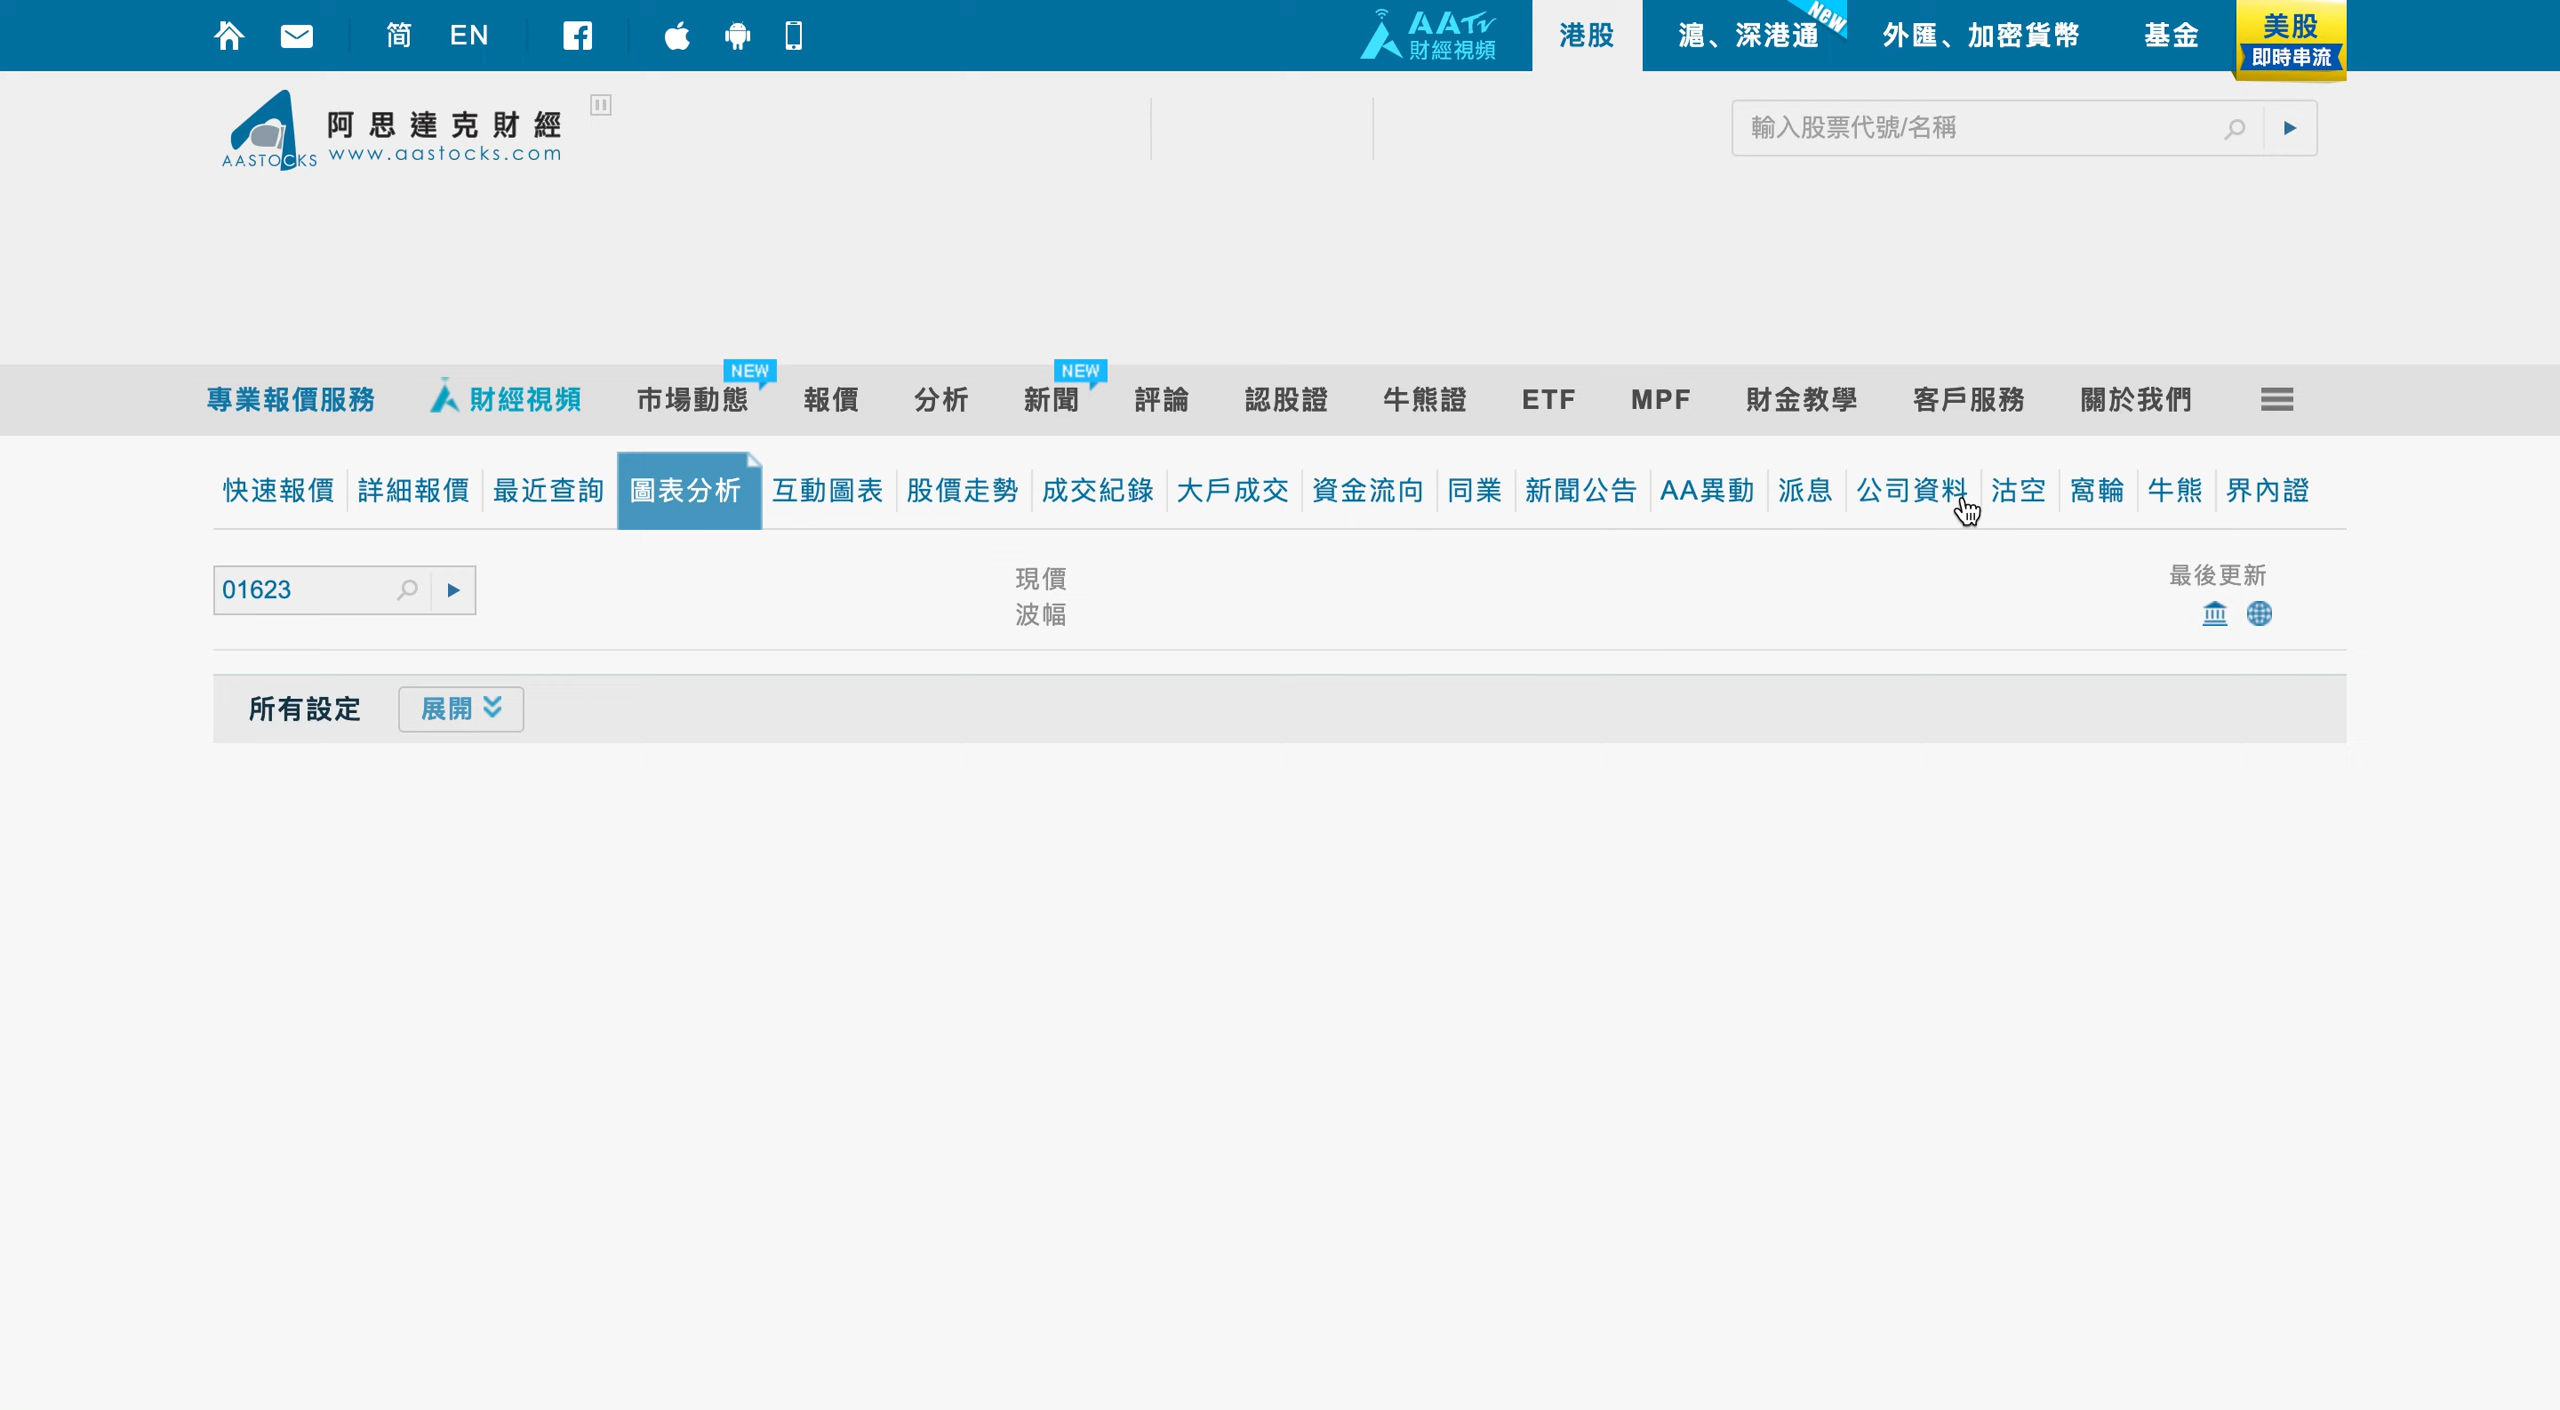 简 EN AATV 財經視頻 港股 滬、深港通 New 外匯、加密貨幣 基金 美股 即時串流
阿思達克財經
AASTOCKS www.aastocks.com
輸入股票代號/名稱
專業報價服務 財經視頻 市場動態 NEW 報價 分析 新聞 NEW 評論 認股證 牛熊證 ETF MPF 財金教學 客戶服務 關於我們
快速報價 詳細報價 最近查詢 圖表分析 互動圖表 股價走勢 成交紀錄 大戶成交 資金流向 同業 新聞公告 AA異動 派息 公司資料 沽空 窩輪 牛熊 界內證
01623
現價
波幅
最後更新
所有設定 展開